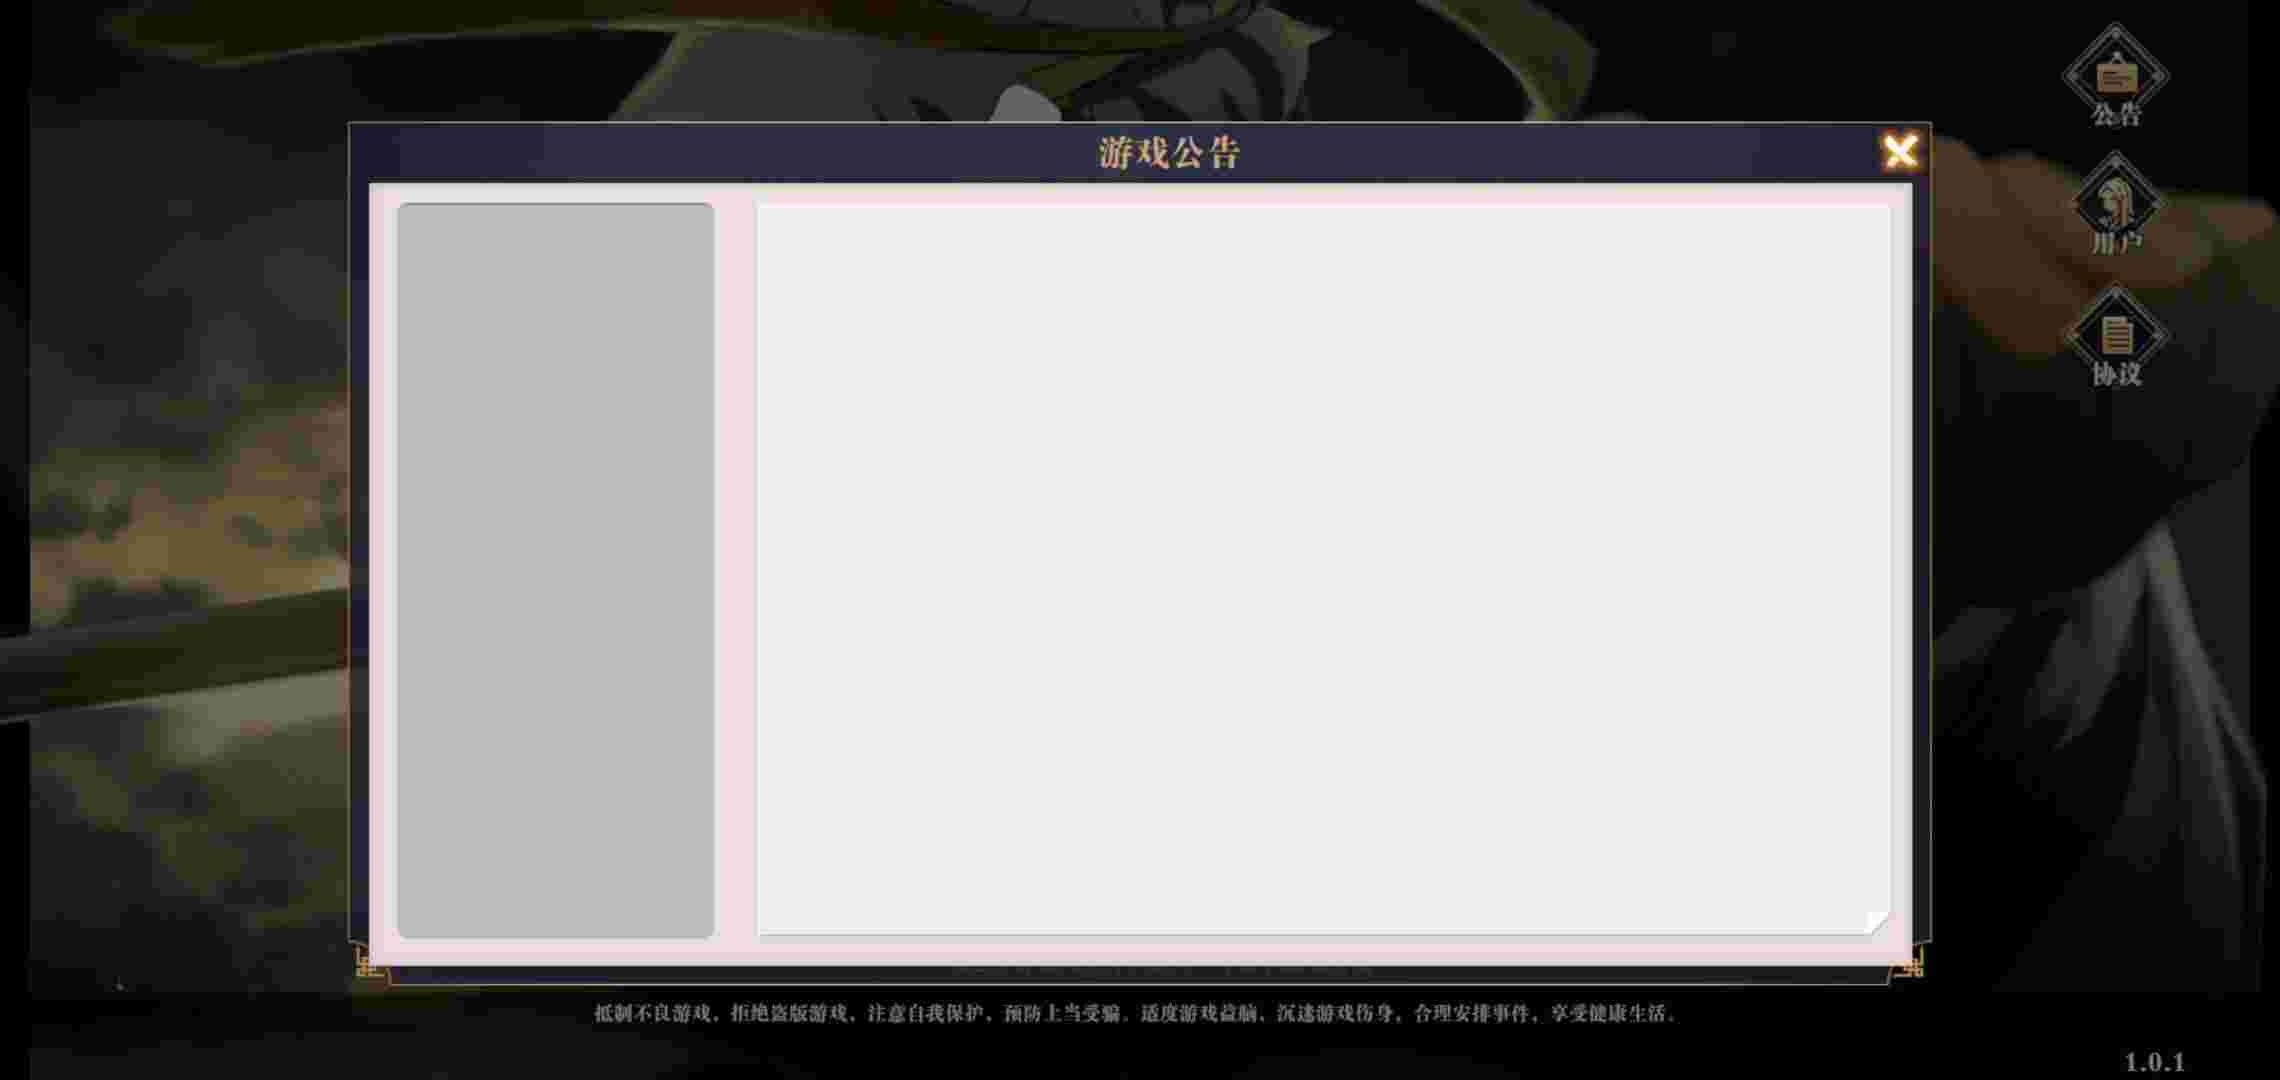 游戏公告
公告
用户
协议
抵制不良游戏，拒绝盗版游戏，注意自我保护，预防上当受骗。适度游戏益脑，沉迷游戏伤身，合理安排事件，享受健康生活。
1.0.1